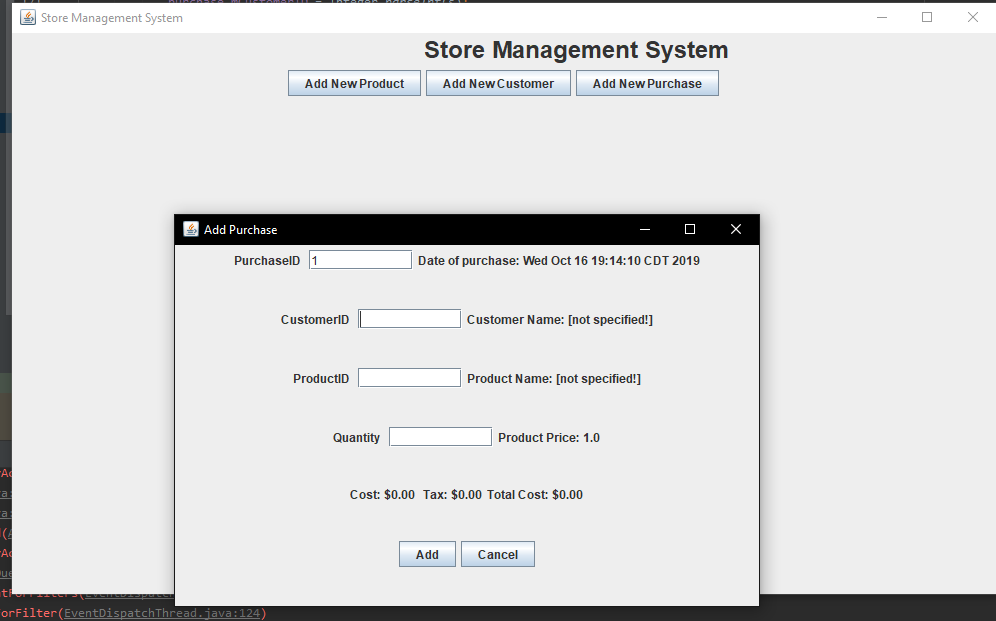 Store Management System
Store Management System
Add New Product Add New Customer Add New Purchase
Add Purchase
PurchaseID 1 Date of purchase: Wed Oct 16 19:14:10 CDT 2019
CustomerID Customer Name: [not specified!]
ProductID Product Name: [not specified!]
Quantity Product Price: 1.0
Cost: $0.00 Tax: $0.00 Total Cost: $0.00
Add Cancel
orFilter(EventDispatchThread.java:124)